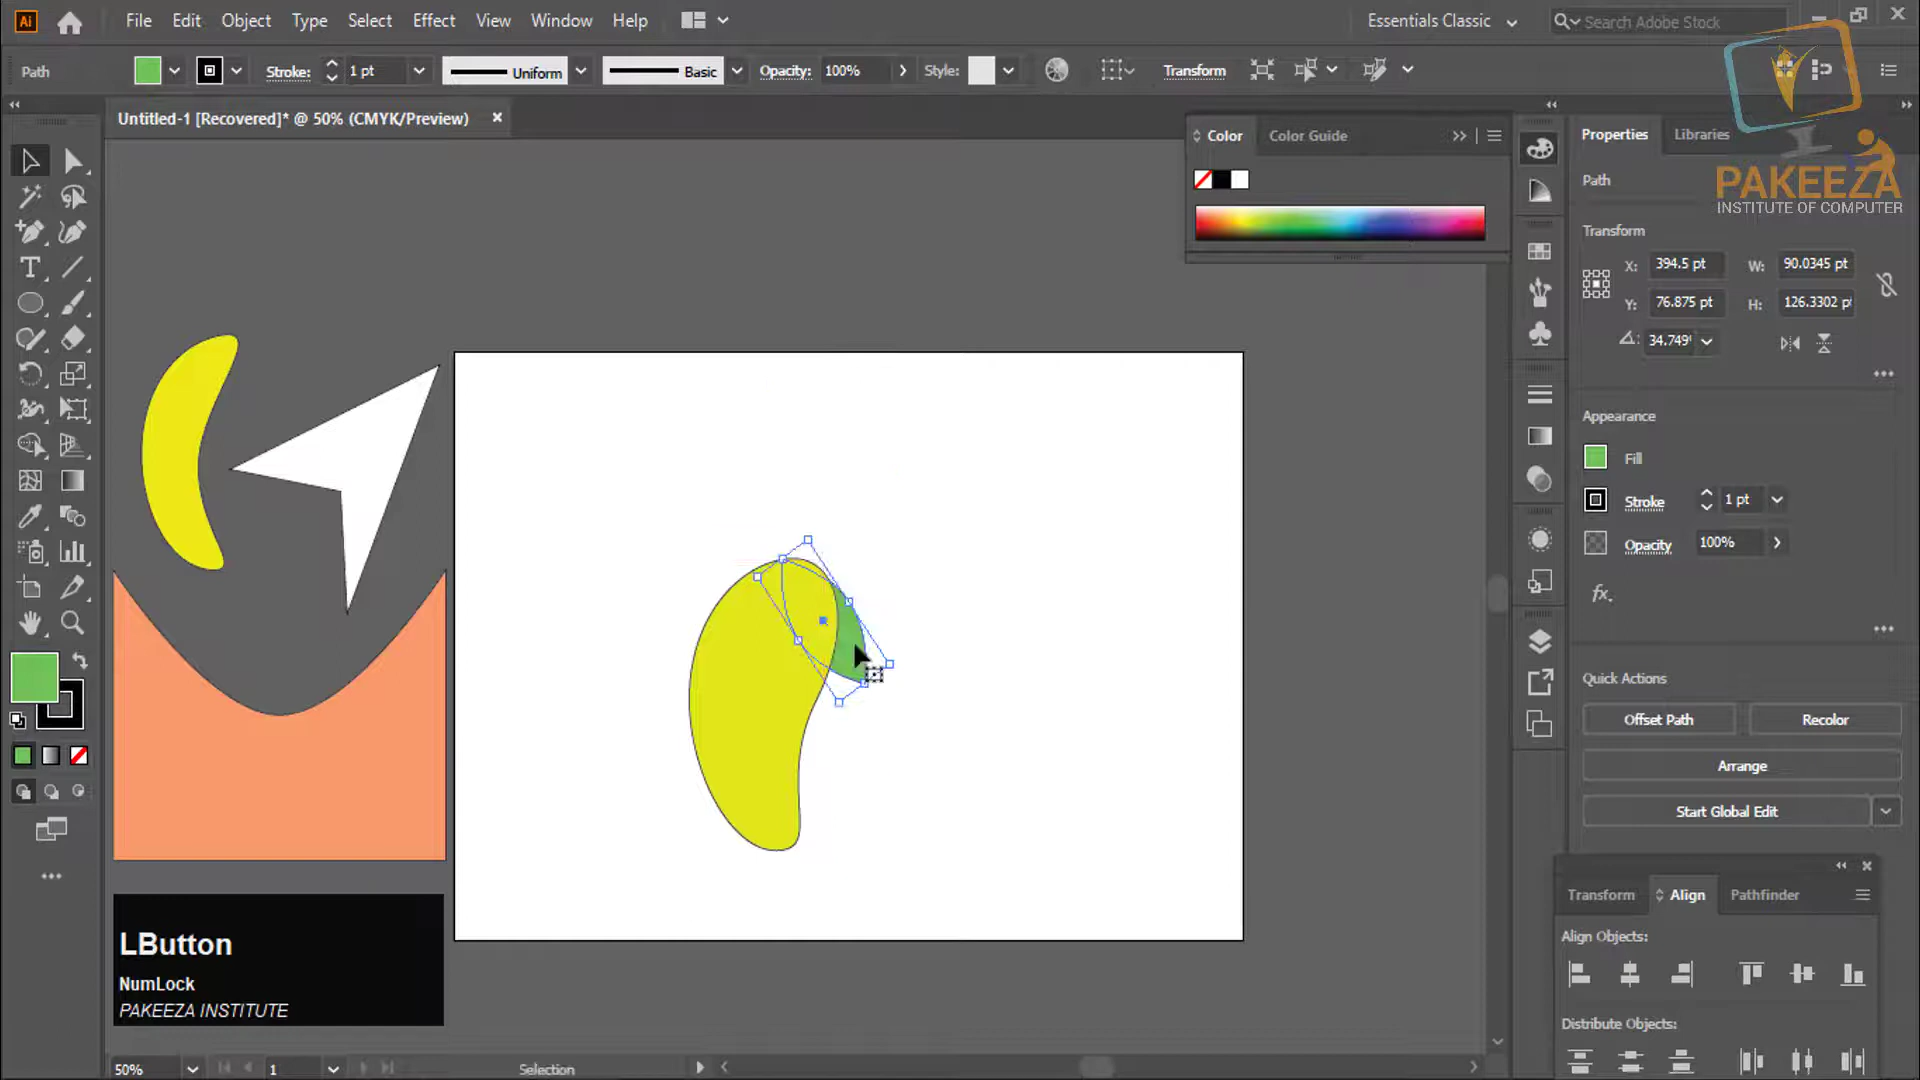 Ai File Edit Object Type Select Effect View Window Help Essentials Classic Search Adobe Stock
Path Stroke: 1 pt Uniform Basic Opacity: 100% Style: Transform
Untitled-1 [Recovered]* @ 50% (CMYK/Preview)
Color Color Guide
Properties Libraries
Path
PAKEEZA
INSTITUTE OF COMPUTER
Transform
X: 394.5 pt W: 90.0345 pt
Y: 76.875 pt H: 126.3302 p
34.749°
Appearance
Fill
Stroke 1 pt
Opacity 100%
fx.
Quick Actions
Offset Path Recolor
Arrange
Start Global Edit
Transform Align Pathfinder
Align Objects:
Distribute Objects:
LButton
NumLock
PAKEEZA INSTITUTE
50% 1 Selection